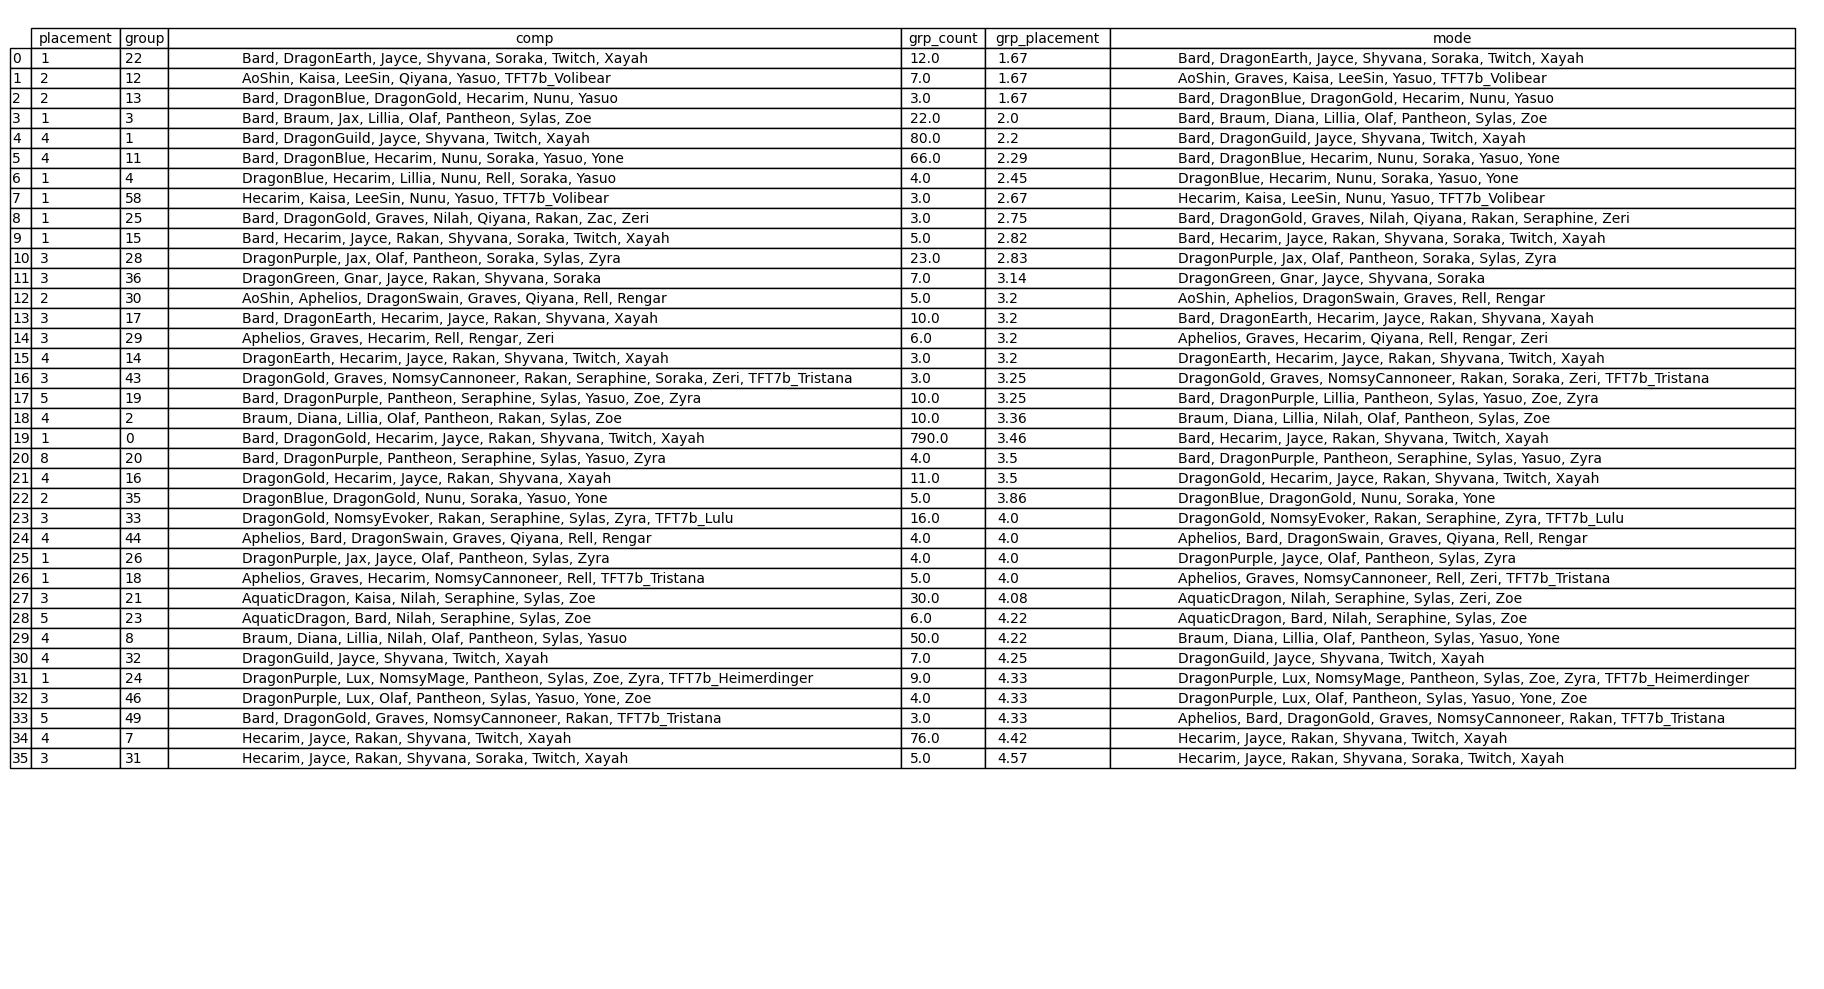 placement group comp grp_count grp_placement mode
0 1 22 Bard, DragonEarth, Jayce, Shyvana, Soraka, Twitch, Xayah 12.0 1.67 Bard, DragonEarth, Jayce, Shyvana, Soraka, Twitch, Xayah
1 2 12 AoShin, Kaisa, LeeSin, Qiyana, Yasuo, TFT7b_Volibear 7.0 1.67 AoShin, Graves, Kaisa, LeeSin, Yasuo, TFT7b_Volibear
2 2 13 Bard, DragonBlue, DragonGold, Hecarim, Nunu, Yasuo 3.0 1.67 Bard, DragonBlue, DragonGold, Hecarim, Nunu, Yasuo
3 1 3 Bard, Braum, Jax, Lillia, Olaf, Pantheon, Sylas, Zoe 22.0 2.0 Bard, Braum, Diana, Lillia, Olaf, Pantheon, Sylas, Zoe
4 4 1 Bard, DragonGuild, Jayce, Shyvana, Twitch, Xayah 80.0 2.2 Bard, DragonGuild, Jayce, Shyvana, Twitch, Xayah
5 4 11 Bard, DragonBlue, Hecarim, Nunu, Soraka, Yasuo, Yone 66.0 2.29 Bard, DragonBlue, Hecarim, Nunu, Soraka, Yasuo, Yone
6 1 4 DragonBlue, Hecarim, Lillia, Nunu, Rell, Soraka, Yasuo 4.0 2.45 DragonBlue, Hecarim, Nunu, Soraka, Yasuo, Yone
7 1 58 Hecarim, Kaisa, LeeSin, Nunu, Yasuo, TFT7b_Volibear 3.0 2.67 Hecarim, Kaisa, LeeSin, Nunu, Yasuo, TFT7b_Volibear
8 1 25 Bard, DragonGold, Graves, Nilah, Qiyana, Rakan, Zac, Zeri 3.0 2.75 Bard, DragonGold, Graves, Nilah, Qiyana, Rakan, Seraphine, Zeri
9 1 15 Bard, Hecarim, Jayce, Rakan, Shyvana, Soraka, Twitch, Xayah 5.0 2.82 Bard, Hecarim, Jayce, Rakan, Shyvana, Soraka, Twitch, Xayah
10 3 28 DragonPurple, Jax, Olaf, Pantheon, Soraka, Sylas, Zyra 23.0 2.83 DragonPurple, Jax, Olaf, Pantheon, Soraka, Sylas, Zyra
11 3 36 DragonGreen, Gnar, Jayce, Rakan, Shyvana, Soraka 7.0 3.14 DragonGreen, Gnar, Jayce, Shyvana, Soraka
12 2 30 AoShin, Aphelios, DragonSwain, Graves, Qiyana, Rell, Rengar 5.0 3.2 AoShin, Aphelios, DragonSwain, Graves, Rell, Rengar
13 3 17 Bard, DragonEarth, Hecarim, Jayce, Rakan, Shyvana, Xayah 10.0 3.2 Bard, DragonEarth, Hecarim, Jayce, Rakan, Shyvana, Xayah
14 3 29 Aphelios, Graves, Hecarim, Rell, Rengar, Zeri 6.0 3.2 Aphelios, Graves, Hecarim, Qiyana, Rell, Rengar, Zeri
15 4 14 DragonEarth, Hecarim, Jayce, Rakan, Shyvana, Twitch, Xayah 3.0 3.2 DragonEarth, Hecarim, Jayce, Rakan, Shyvana, Twitch, Xayah
16 3 43 DragonGold, Graves, NomsyCannoneer, Rakan, Seraphine, Soraka, Zeri, TFT7b_Tristana 3.0 3.25 DragonGold, Graves, NomsyCannoneer, Rakan, Soraka, Zeri, TFT7b_Tristana
17 5 19 Bard, DragonPurple, Pantheon, Seraphine, Sylas, Yasuo, Zoe, Zyra 10.0 3.25 Bard, DragonPurple, Lillia, Pantheon, Sylas, Yasuo, Zoe, Zyra
18 4 2 Braum, Diana, Lillia, Olaf, Pantheon, Rakan, Sylas, Zoe 10.0 3.36 Braum, Diana, Lillia, Nilah, Olaf, Pantheon, Sylas, Zoe
19 1 0 Bard, DragonGold, Hecarim, Jayce, Rakan, Shyvana, Twitch, Xayah 790.0 3.46 Bard, Hecarim, Jayce, Rakan, Shyvana, Twitch, Xayah
20 8 20 Bard, DragonPurple, Pantheon, Seraphine, Sylas, Yasuo, Zyra 4.0 3.5 Bard, DragonPurple, Pantheon, Seraphine, Sylas, Yasuo, Zyra
21 4 16 DragonGold, Hecarim, Jayce, Rakan, Shyvana, Xayah 11.0 3.5 DragonGold, Hecarim, Jayce, Rakan, Shyvana, Twitch, Xayah
22 2 35 DragonBlue, DragonGold, Nunu, Soraka, Yasuo, Yone 5.0 3.86 DragonBlue, DragonGold, Nunu, Soraka, Yone
23 3 33 DragonGold, NomsyEvoker, Rakan, Seraphine, Sylas, Zyra, TFT7b_Lulu 16.0 4.0 DragonGold, NomsyEvoker, Rakan, Seraphine, Zyra, TFT7b_Lulu
24 4 44 Aphelios, Bard, DragonSwain, Graves, Qiyana, Rell, Rengar 4.0 4.0 Aphelios, Bard, DragonSwain, Graves, Qiyana, Rell, Rengar
25 1 26 DragonPurple, Jax, Jayce, Olaf, Pantheon, Sylas, Zyra 4.0 4.0 DragonPurple, Jayce, Olaf, Pantheon, Sylas, Zyra
26 1 18 Aphelios, Graves, Hecarim, NomsyCannoneer, Rell, TFT7b_Tristana 5.0 4.0 Aphelios, Graves, NomsyCannoneer, Rell, Zeri, TFT7b_Tristana
27 3 21 AquaticDragon, Kaisa, Nilah, Seraphine, Sylas, Zoe 30.0 4.08 AquaticDragon, Nilah, Seraphine, Sylas, Zeri, Zoe
28 5 23 AquaticDragon, Bard, Nilah, Seraphine, Sylas, Zoe 6.0 4.22 AquaticDragon, Bard, Nilah, Seraphine, Sylas, Zoe
29 4 8 Braum, Diana, Lillia, Nilah, Olaf, Pantheon, Sylas, Yasuo 50.0 4.22 Braum, Diana, Lillia, Olaf, Pantheon, Sylas, Yasuo, Yone
30 4 32 DragonGuild, Jayce, Shyvana, Twitch, Xayah 7.0 4.25 DragonGuild, Jayce, Shyvana, Twitch, Xayah
31 1 24 DragonPurple, Lux, NomsyMage, Pantheon, Sylas, Zoe, Zyra, TFT7b_Heimerdinger 9.0 4.33 DragonPurple, Lux, NomsyMage, Pantheon, Sylas, Zoe, Zyra, TFT7b_Heimerdinger
32 3 46 DragonPurple, Lux, Olaf, Pantheon, Sylas, Yasuo, Yone, Zoe 4.0 4.33 DragonPurple, Lux, Olaf, Pantheon, Sylas, Yasuo, Yone, Zoe
33 5 49 Bard, DragonGold, Graves, NomsyCannoneer, Rakan, TFT7b_Tristana 3.0 4.33 Aphelios, Bard, DragonGold, Graves, NomsyCannoneer, Rakan, TFT7b_Tristana
34 4 7 Hecarim, Jayce, Rakan, Shyvana, Twitch, Xayah 76.0 4.42 Hecarim, Jayce, Rakan, Shyvana, Twitch, Xayah
35 3 31 Hecarim, Jayce, Rakan, Shyvana, Soraka, Twitch, Xayah 5.0 4.57 Hecarim, Jayce, Rakan, Shyvana, Soraka, Twitch, Xayah